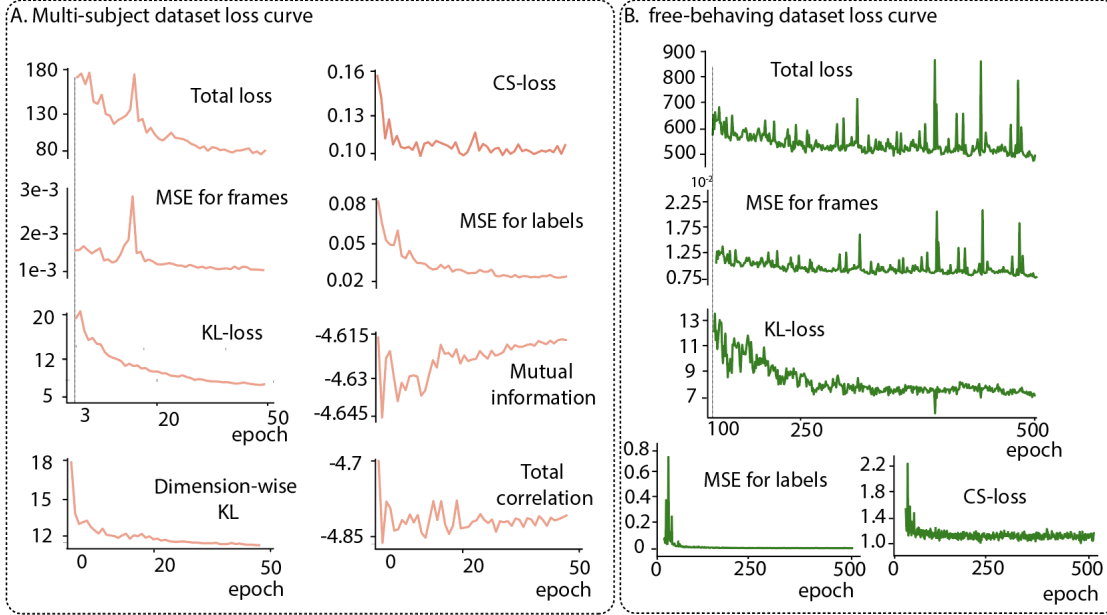 A. Multi-subject dataset loss curve
180
130
80
Total loss
0.16
0.13
0.10
CS-loss
3e-3
2e-3
1e-3
MSE for frames
0.08
0.05
0.02
MSE for labels
20
12
5
KL-loss
3
20
50
epoch
-4.615
-4.63
-4.645
Mutual
information
18
15
12
Dimension-wise
KL
0
20
50
epoch
-4.7
-4.85
Total
correlation
0
20
50
epoch
B. free-behaving dataset loss curve
900
800
700
600
500
Total loss
10⁻²
2.25
1.75
1.25
0.75
MSE for frames
13
11
9
7
KL-loss
100
250
500
epoch
0.8
0.6
0.4
0.2
0
MSE for labels
0
250
500
epoch
2.2
1.8
1.4
1.0
CS-loss
0
250
500
epoch